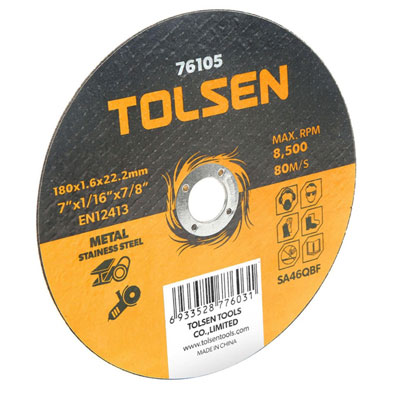 76105
TOLSEN
180x1.6x22.2mm
7"x1/16"x7/8"
EN12413
MAX. RPM
8,500
80M/S
METAL
STAINLESS STEEL
SA46QBF
6 933528 776031
TOLSEN TOOLS
CO.,LIMITED
www.tolsentools.com
MADE IN CHINA